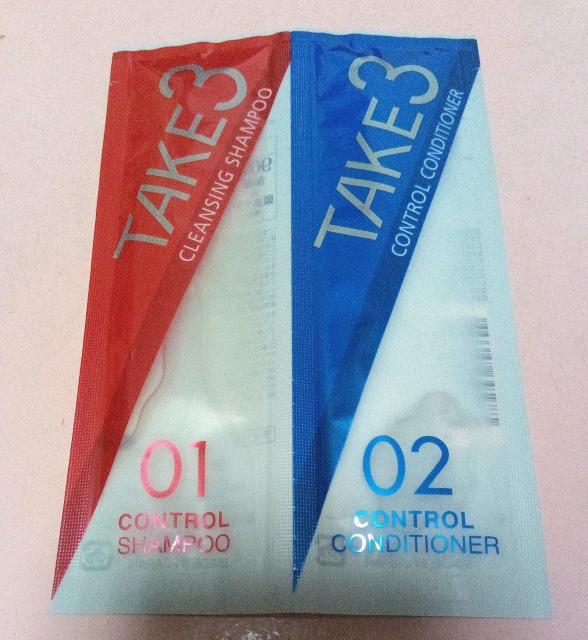 TAKE3
CLEANSING SHAMPOO
01
CONTROL
SHAMPOO
TAKE3
CONTROL CONDITIONER
02
CONTROL
CONDITIONER